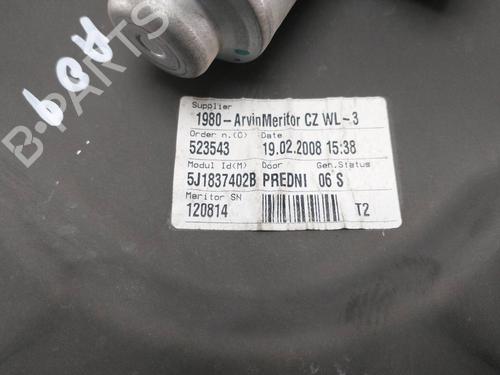 A09
B-PARTS
Supplier
1980-ArvinMeritor CZ WL-3
Order n.(O) Date
523543 19.02.2008 15:38
Modul Id(M) Door Gen.Status
5J1837402B PREDNI 06 S
Meritor SN
120814 T2